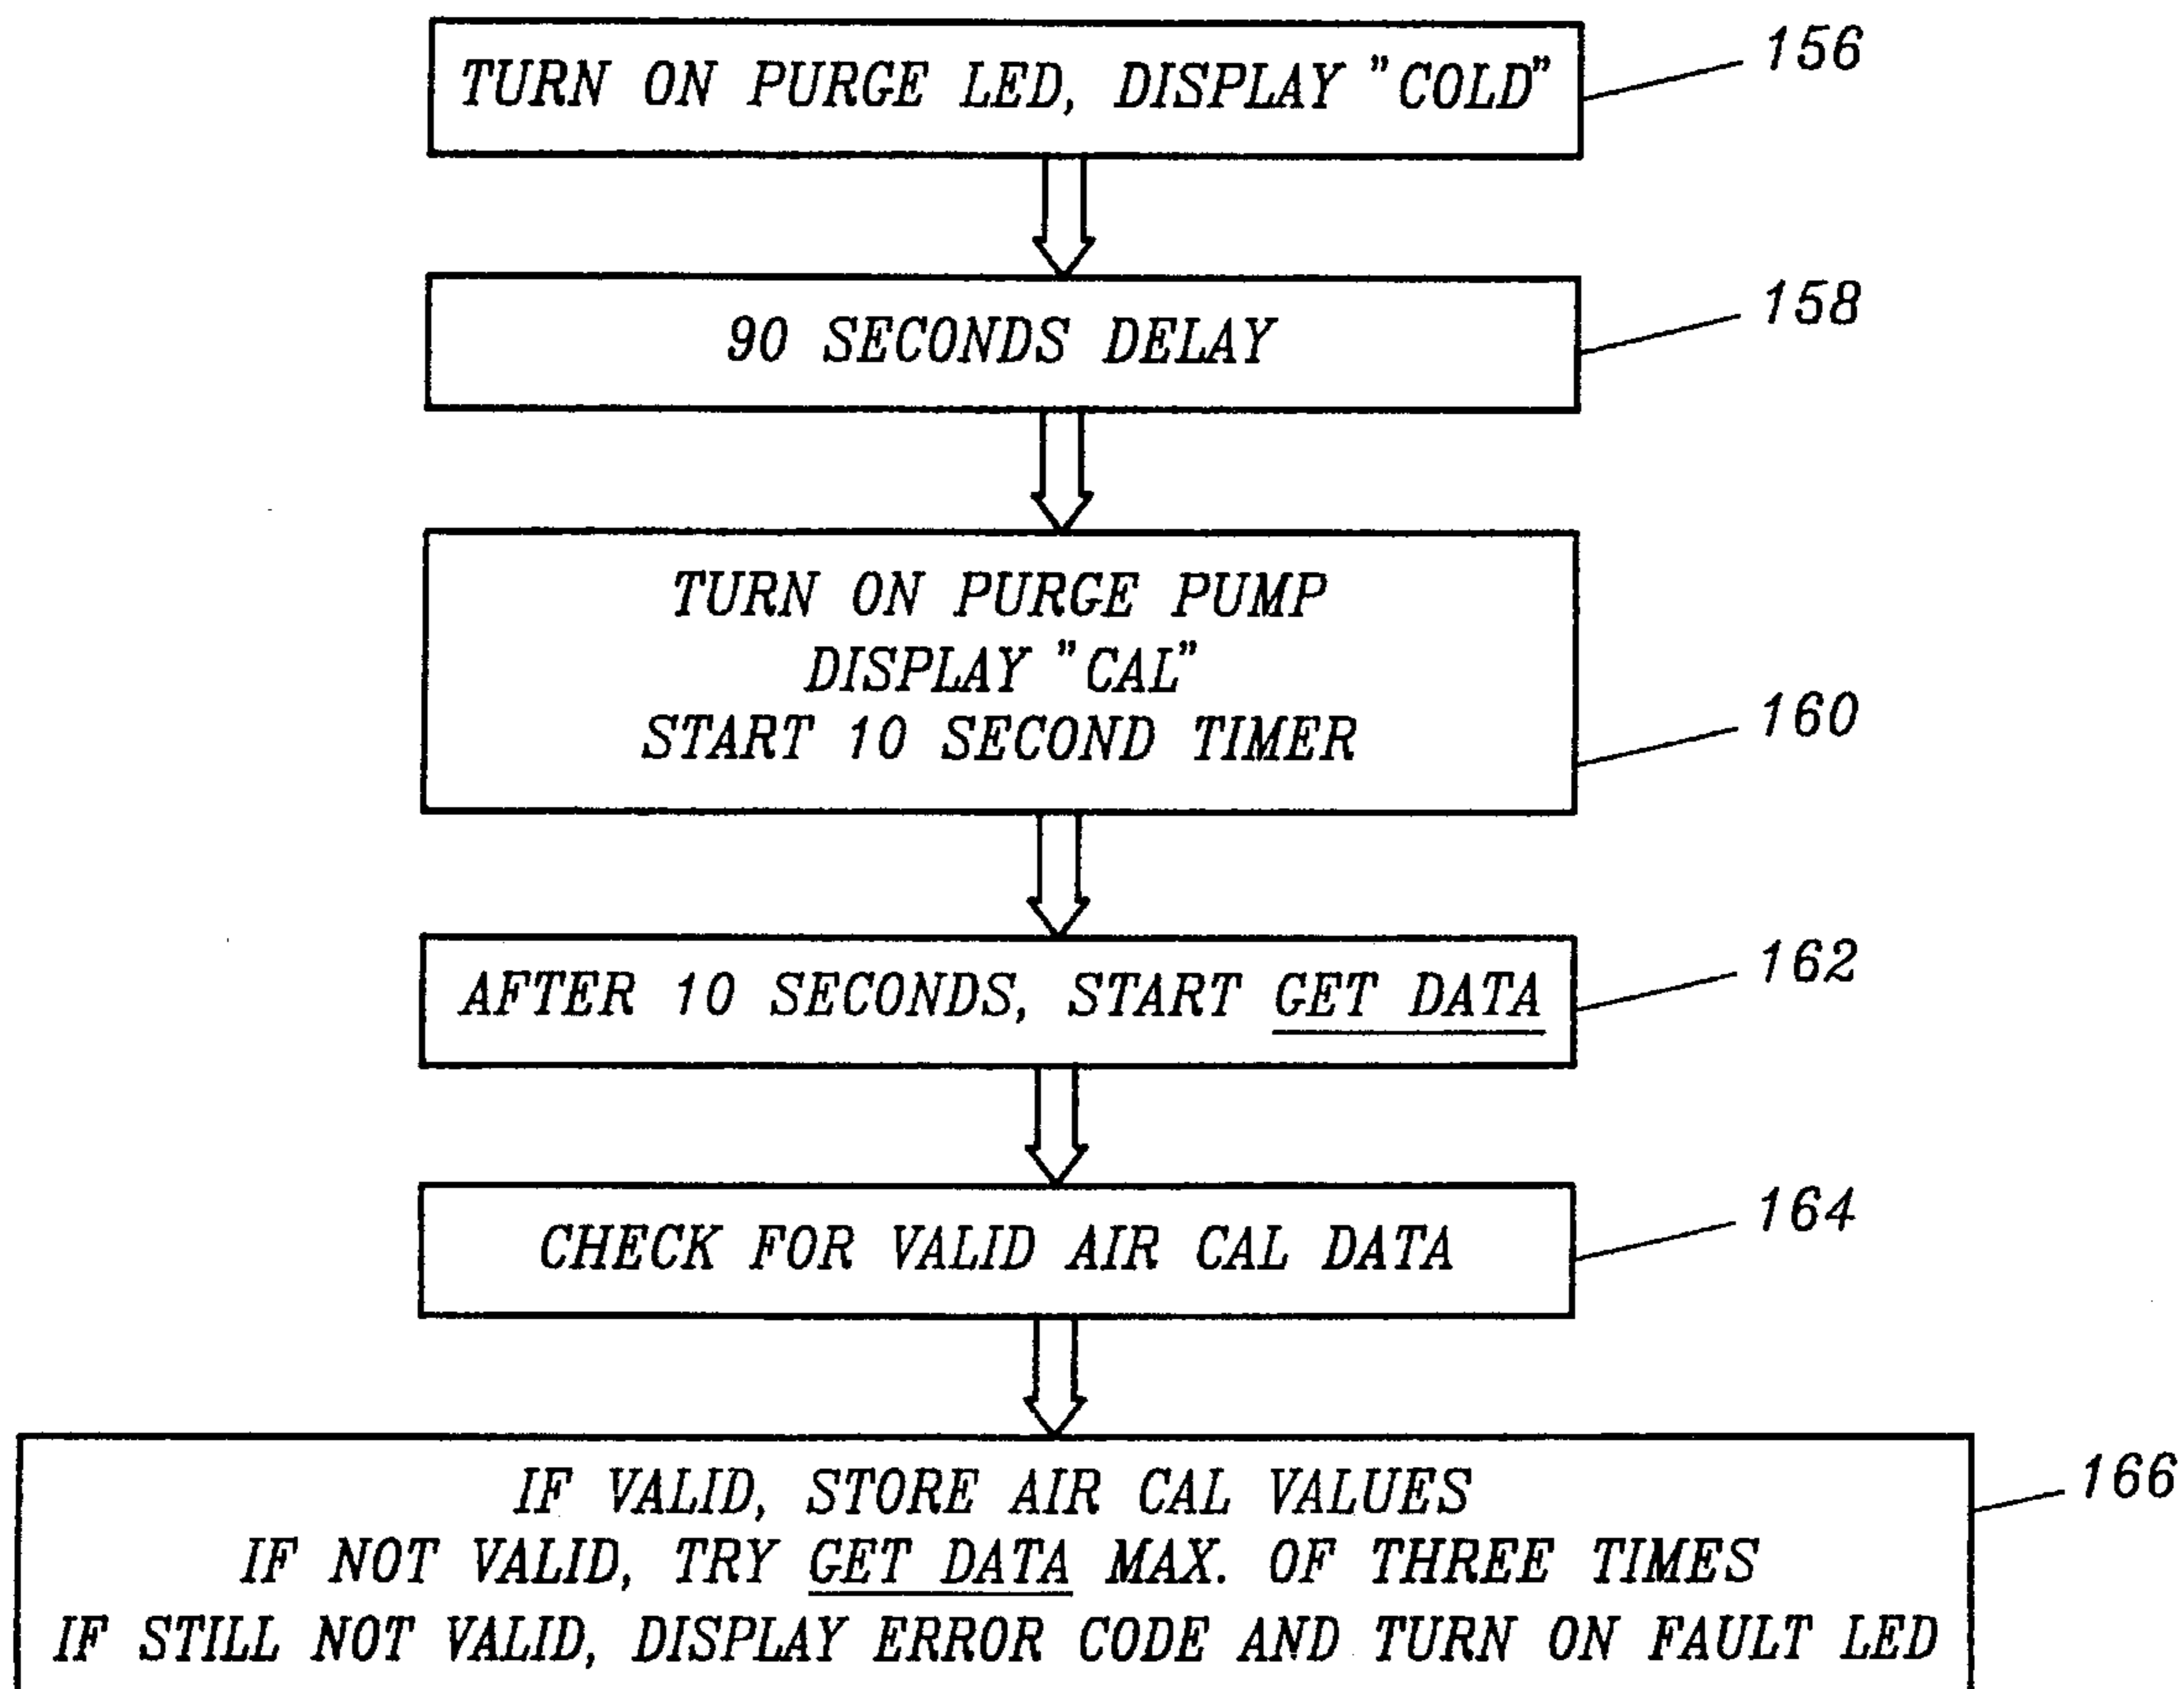 TURN ON PURGE LED, DISPLAY "COLD"
156
90 SECONDS DELAY
158
TURN ON PURGE PUMP
DISPLAY "CAL"
START 10 SECOND TIMER
160
AFTER 10 SECONDS, START GET DATA
162
CHECK FOR VALID AIR CAL DATA
164
IF VALID, STORE AIR CAL VALUES
IF NOT VALID, TRY GET DATA MAX. OF THREE TIMES
IF STILL NOT VALID, DISPLAY ERROR CODE AND TURN ON FAULT LED
166